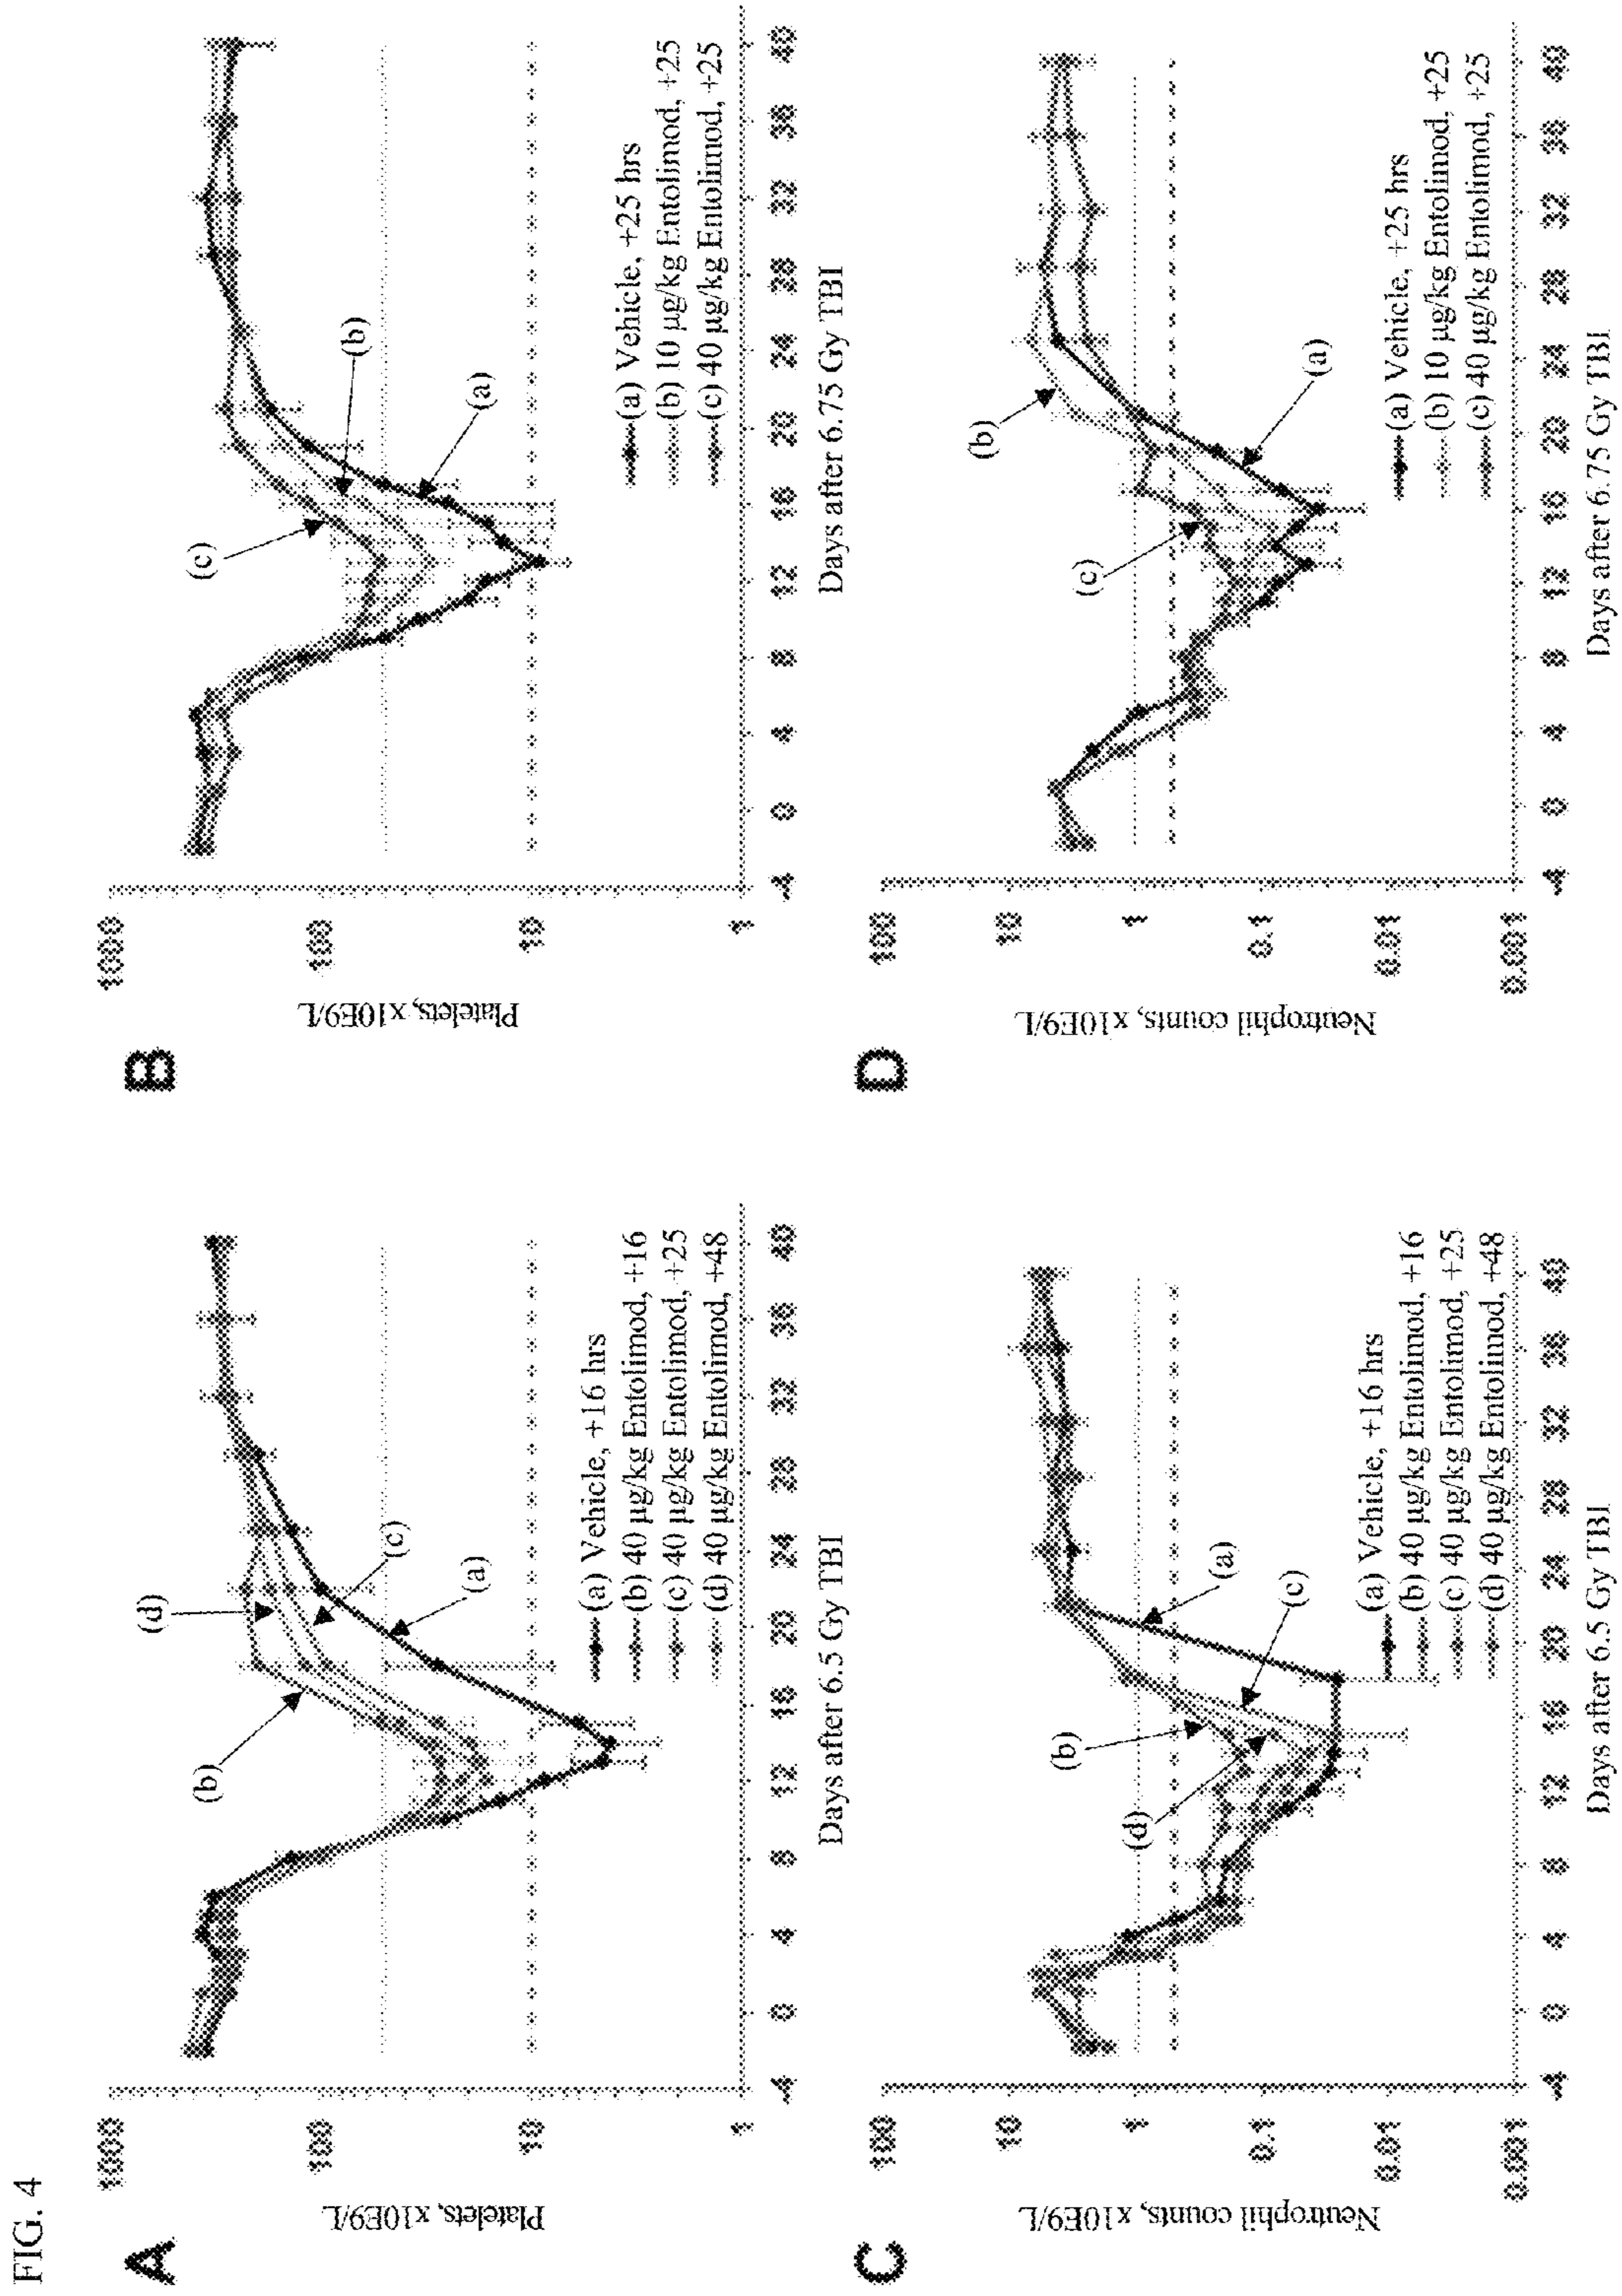 FIG. 4
A
Platelets, x10E9/L
1000
100
10
1
-4 0 4 8 12 16 20 24 28 32 36 40
Days after 6.5 Gy TBI
(a) Vehicle, +16 hrs
(b) 40 µg/kg Entolimod, +16
(c) 40 µg/kg Entolimod, +25
(d) 40 µg/kg Entolimod, +48
(b)
(d)
(c)
(a)
B
Platelets, x10E9/L
1000
100
10
1
-4 0 4 8 12 16 20 24 28 32 36 40
Days after 6.75 Gy TBI
(a) Vehicle, +25 hrs
(b) 10 µg/kg Entolimod, +25
(c) 40 µg/kg Entolimod, +25
(c)
(b)
(a)
C
Neutrophil counts, x10E9/L
100
10
1
0.1
0.01
0.001
-4 0 4 8 12 16 20 24 28 32 36 40
Days after 6.5 Gy TBI
(a) Vehicle, +16 hrs
(b) 40 µg/kg Entolimod, +16
(c) 40 µg/kg Entolimod, +25
(d) 40 µg/kg Entolimod, +48
(b)
(d)
(a)
(c)
D
Neutrophil counts, x10E9/L
100
10
1
0.1
0.01
0.001
-4 0 4 8 12 16 20 24 28 32 36 40
Days after 6.75 Gy TBI
(a) Vehicle, +25 hrs
(b) 10 µg/kg Entolimod, +25
(c) 40 µg/kg Entolimod, +25
(b)
(c)
(a)